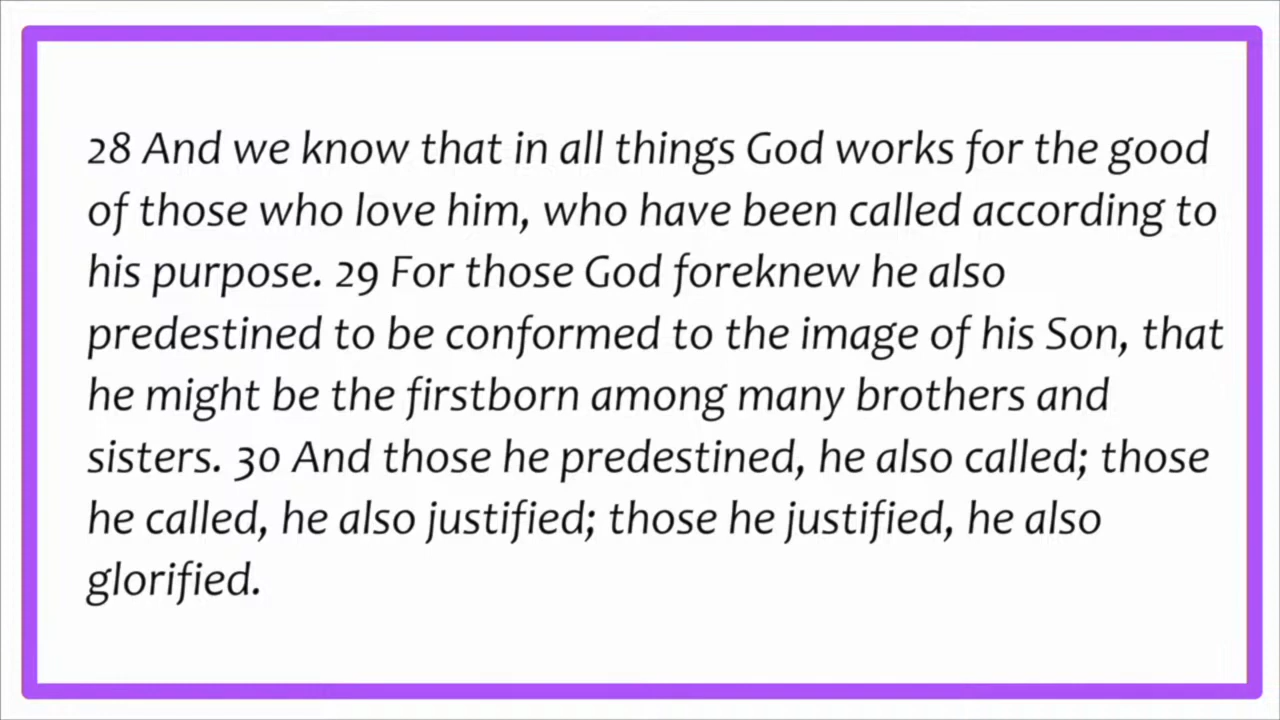 28 And we know that in all things God works for the good
of those who love him, who have been called according to
his purpose. 29 For those God foreknew he also
predestined to be conformed to the image of his Son, that
he might be the firstborn among many brothers and
sisters. 30 And those he predestined, he also called; those
he called, he also justified; those he justified, he also
glorified.